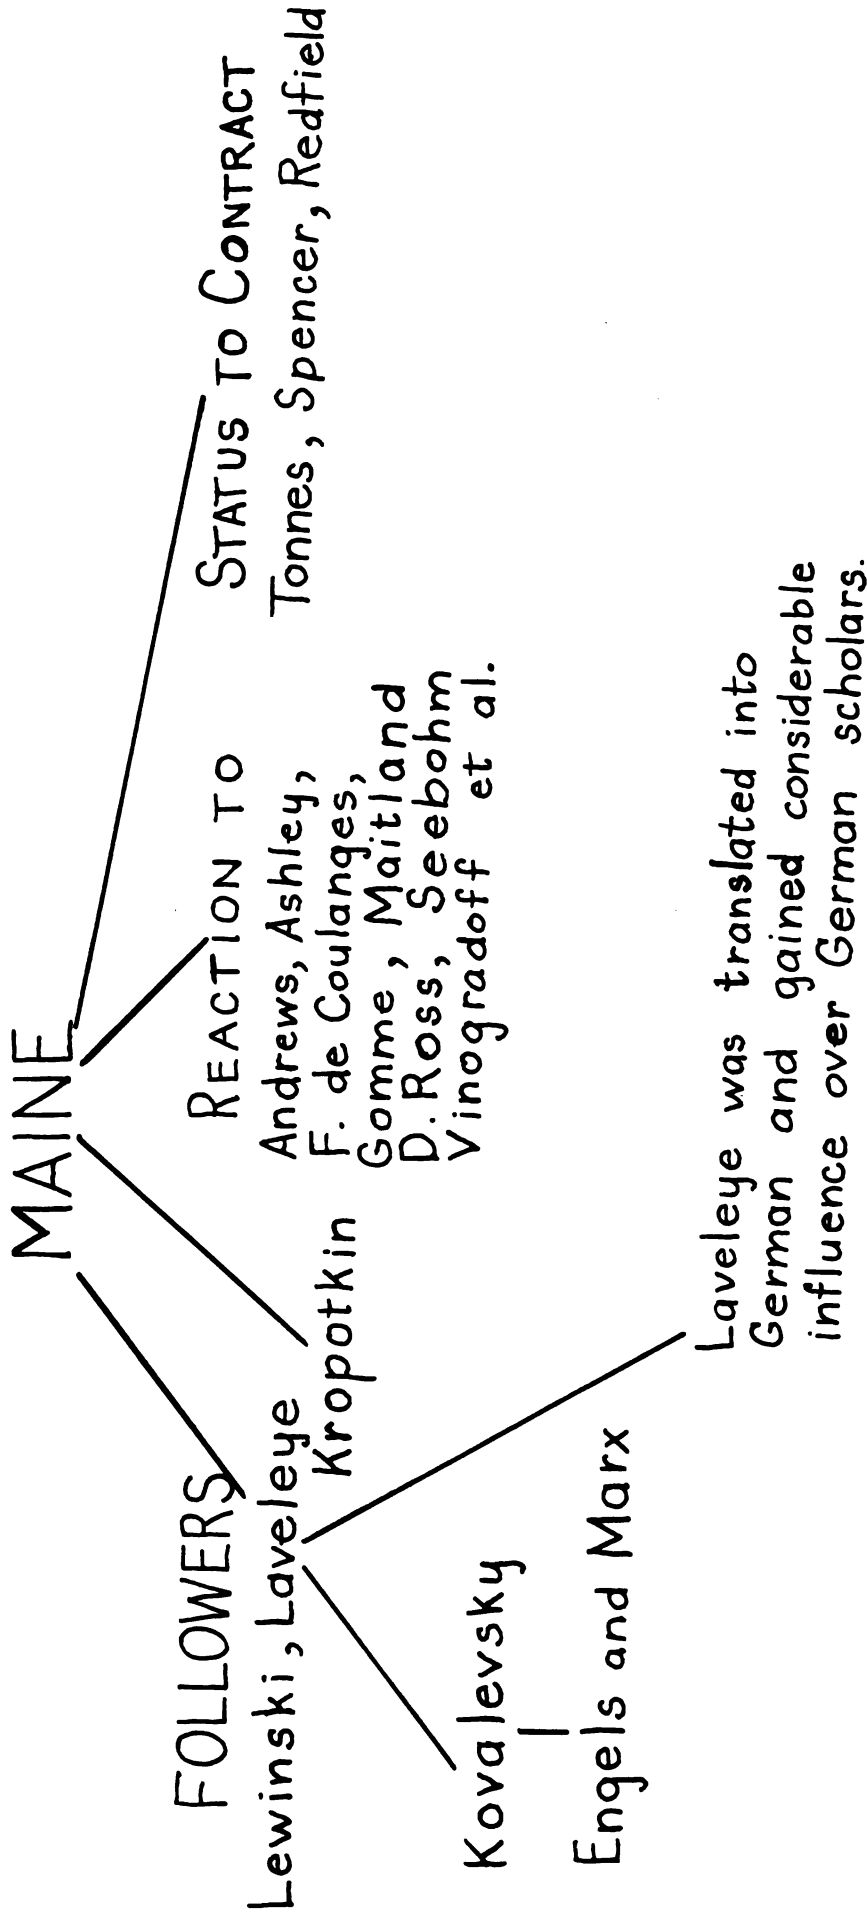 MAINE
FOLLOWERS
Lewinski, Laveleye
Kropotkin
REACTION TO
Andrews, Ashley,
F. de Coulanges,
Gomme, Maitland
D. Ross, Seebohm
Vinogradoff et al.
STATUS TO CONTRACT
Tonnes, Spencer, Redfield
Kovalevsky
Engels and Marx
Laveleye was translated into
German and gained considerable
influence over German scholars.